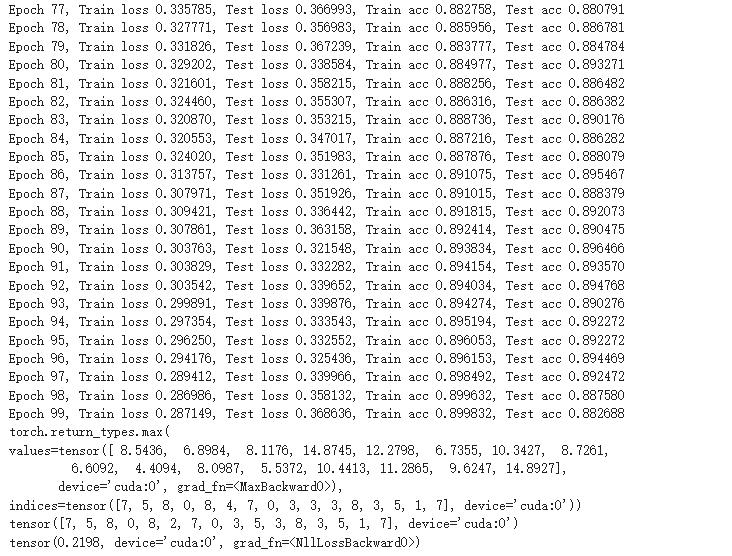 Epoch 77, Train loss 0.335785, Test loss 0.366993, Train acc 0.882758, Test acc 0.880791
Epoch 78, Train loss 0.327771, Test loss 0.356983, Train acc 0.885956, Test acc 0.886781
Epoch 79, Train loss 0.331826, Test loss 0.367239, Train acc 0.883777, Test acc 0.884784
Epoch 80, Train loss 0.329202, Test loss 0.338584, Train acc 0.884977, Test acc 0.893271
Epoch 81, Train loss 0.321601, Test loss 0.358215, Train acc 0.888256, Test acc 0.886482
Epoch 82, Train loss 0.324460, Test loss 0.355307, Train acc 0.886316, Test acc 0.886382
Epoch 83, Train loss 0.320870, Test loss 0.353215, Train acc 0.888736, Test acc 0.890176
Epoch 84, Train loss 0.320553, Test loss 0.347017, Train acc 0.887216, Test acc 0.886282
Epoch 85, Train loss 0.324020, Test loss 0.351983, Train acc 0.887876, Test acc 0.888079
Epoch 86, Train loss 0.313757, Test loss 0.331261, Train acc 0.891075, Test acc 0.895467
Epoch 87, Train loss 0.307971, Test loss 0.351926, Train acc 0.891015, Test acc 0.888379
Epoch 88, Train loss 0.309421, Test loss 0.336442, Train acc 0.891815, Test acc 0.892073
Epoch 89, Train loss 0.307861, Test loss 0.363158, Train acc 0.892414, Test acc 0.890475
Epoch 90, Train loss 0.303763, Test loss 0.321548, Train acc 0.893834, Test acc 0.896466
Epoch 91, Train loss 0.303829, Test loss 0.332282, Train acc 0.894154, Test acc 0.893570
Epoch 92, Train loss 0.303542, Test loss 0.339652, Train acc 0.894034, Test acc 0.894768
Epoch 93, Train loss 0.299891, Test loss 0.339876, Train acc 0.894274, Test acc 0.890276
Epoch 94, Train loss 0.297354, Test loss 0.333543, Train acc 0.895194, Test acc 0.892272
Epoch 95, Train loss 0.296250, Test loss 0.332552, Train acc 0.896053, Test acc 0.892272
Epoch 96, Train loss 0.294176, Test loss 0.325436, Train acc 0.896153, Test acc 0.894469
Epoch 97, Train loss 0.289412, Test loss 0.339966, Train acc 0.898492, Test acc 0.892472
Epoch 98, Train loss 0.286986, Test loss 0.358132, Train acc 0.899632, Test acc 0.887580
Epoch 99, Train loss 0.287149, Test loss 0.368636, Train acc 0.899832, Test acc 0.882688
torch.return_types.max(
values=tensor([ 8.5436, 6.8984, 8.1176, 14.8745, 12.2798, 6.7355, 10.3427, 8.7261,
6.6092, 4.4094, 8.0987, 5.5372, 10.4413, 11.2865, 9.6247, 14.8927],
device='cuda:0', grad_fn=<MaxBackward0>),
indices=tensor([7, 5, 8, 0, 8, 4, 7, 0, 3, 3, 3, 8, 3, 5, 1, 7], device='cuda:0'))
tensor([7, 5, 8, 0, 8, 2, 7, 0, 3, 5, 3, 8, 3, 5, 1, 7], device='cuda:0')
tensor(0.2198, device='cuda:0', grad_fn=<NllLossBackward0>)